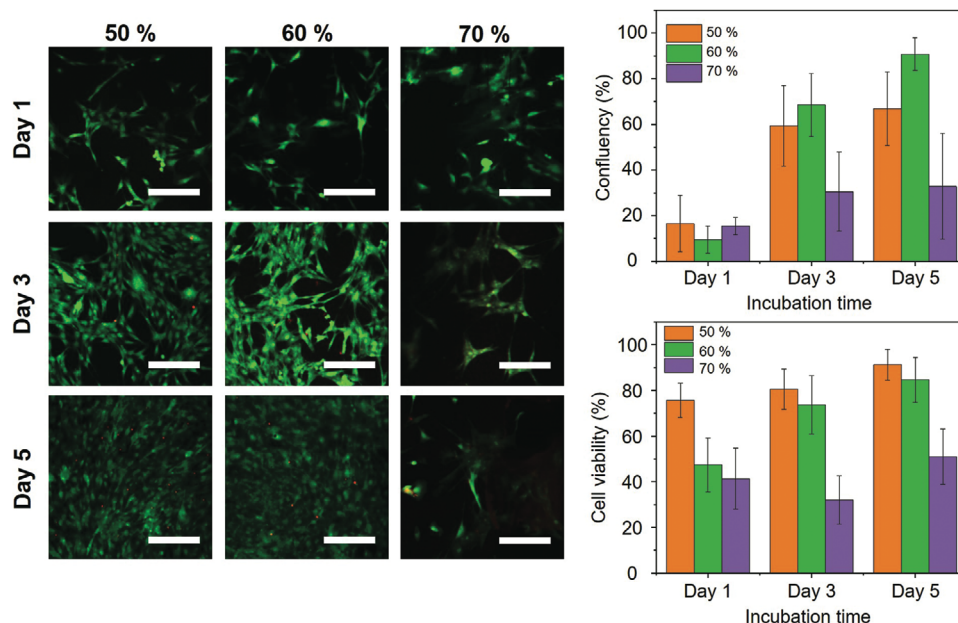 50 %
60 %
70 %
Day 1
Day 3
Day 5
100
80
60
40
20
0
Confluency (%)
50 %
60 %
70 %
Day 1
Day 3
Day 5
Incubation time
100
80
60
40
20
0
Cell viability (%)
50 %
60 %
70 %
Day 1
Day 3
Day 5
Incubation time